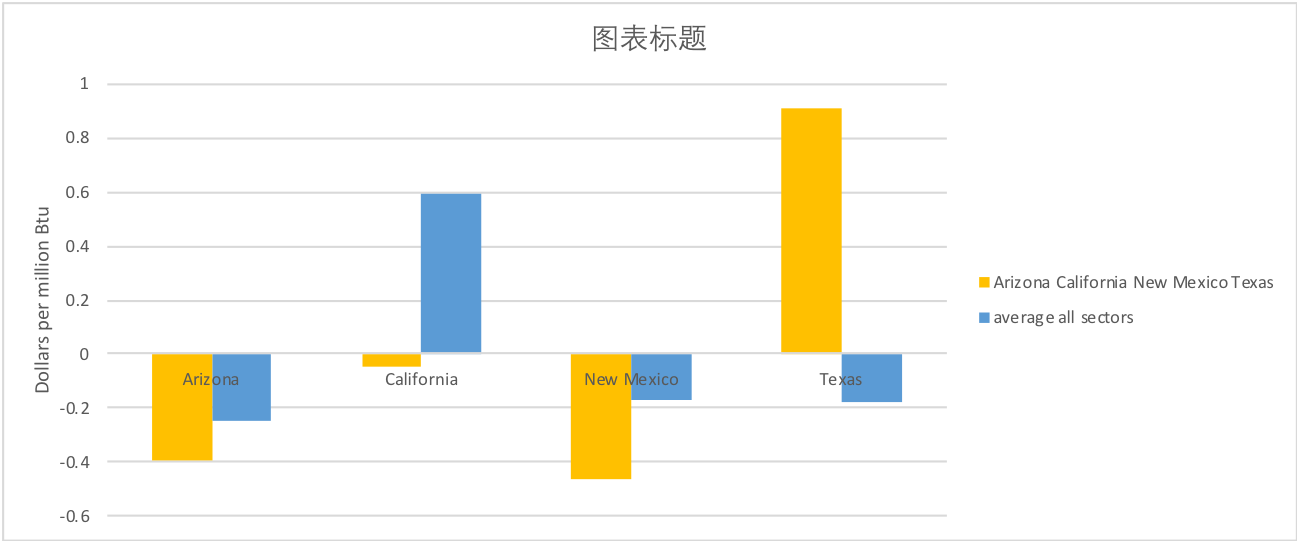 图表标题
1
0.8
0.6
0.4
0.2
0
-0.2
-0.4
-0.6
Dollars per million Btu
Arizona
California
New Mexico
Texas
Arizona California New Mexico Texas
average all sectors